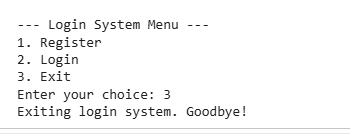 --- Login System Menu ---
1. Register
2. Login
3. Exit
Enter your choice: 3
Exiting login system. Goodbye!